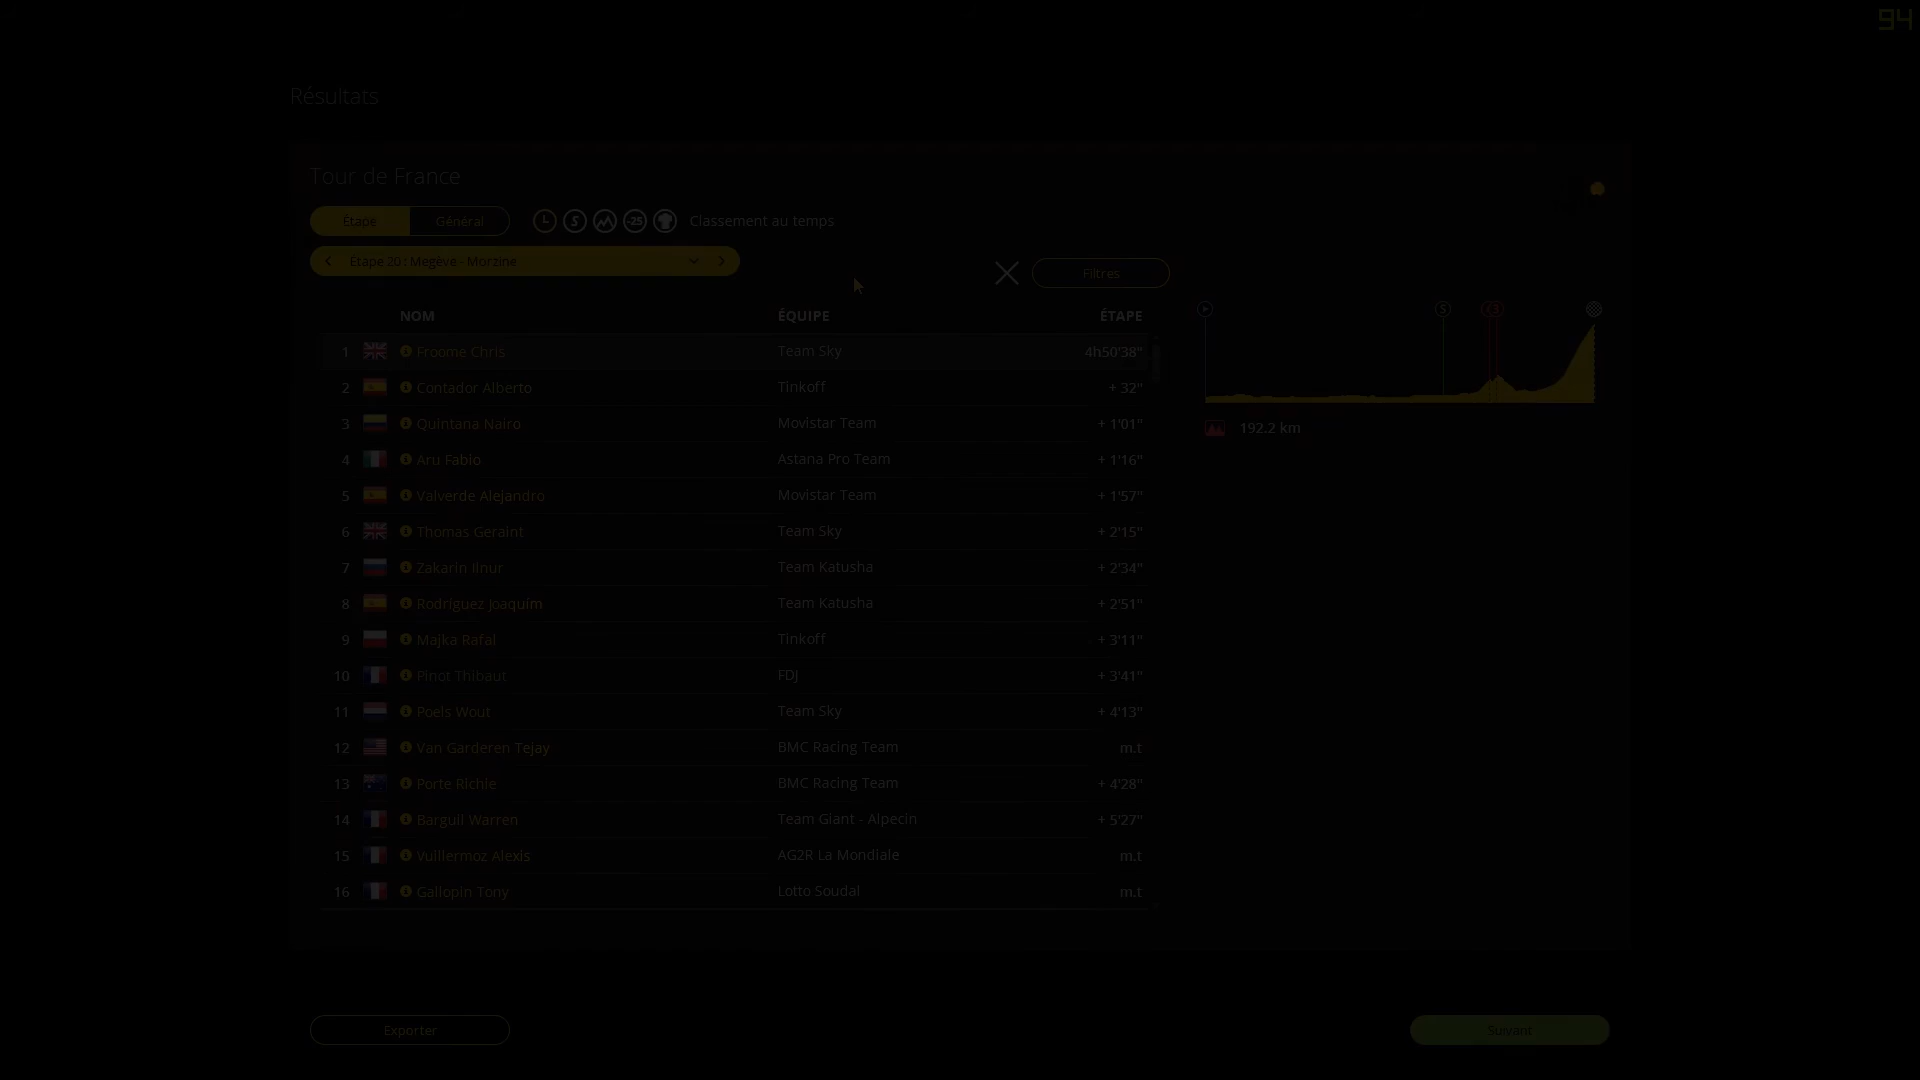 94
Résultats
Tour de France
Étape Général S -25 Classement au temps
Etape 20 : Megève - Morzine
Filtres
NOM ÉQUIPE ÉTAPE
S 3
1 Froome Chris Team Sky 4h50'38''
2 Contador Alberto Tinkoff + 32''
3 Quintana Nairo Movistar Team + 1'01''
192.2 km
4 Aru Fabio Astana Pro Team + 1'16''
5 Valverde Alejandro Movistar Team + 1'57''
6 Thomas Geraint Team Sky + 2'15''
7 Zakarin Ilnur Team Katusha + 2'34''
8 Rodríguez Joaquim Team Katusha + 2'51''
9 Majka Rafal Tinkoff + 3'11''
10 Pinot Thibaut FDJ + 3'41''
11 Poels Wout Team Sky + 4'13''
12 Van Garderen Tejay BMC Racing Team m.t
13 Porte Richie BMC Racing Team + 4'28''
14 Barguil Warren Team Giant - Alpecin + 5'27''
15 Vuillermoz Alexis AG2R La Mondiale m.t
16 Gallopin Tony Lotto Soudal m.t
Exporter Suivant